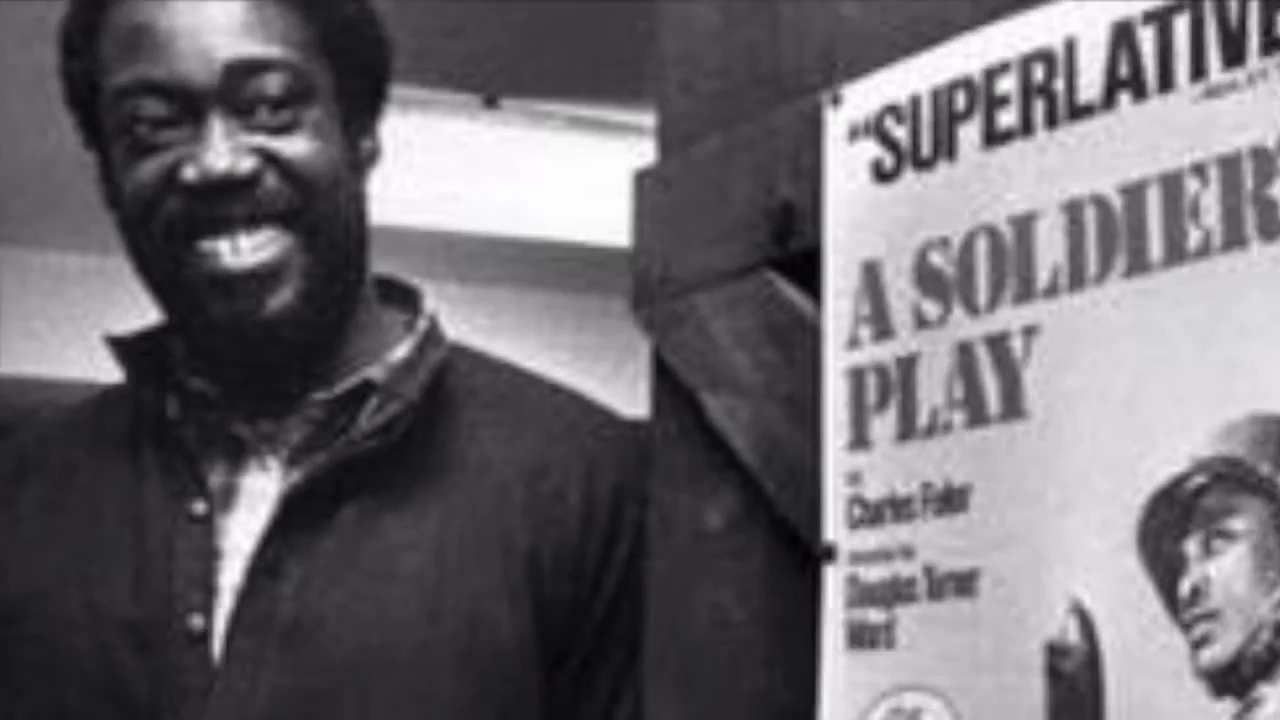 "SUPERLATIVE
A SOLDIER'
PLAY
Charles Fuller
Douglas Turner
Ward